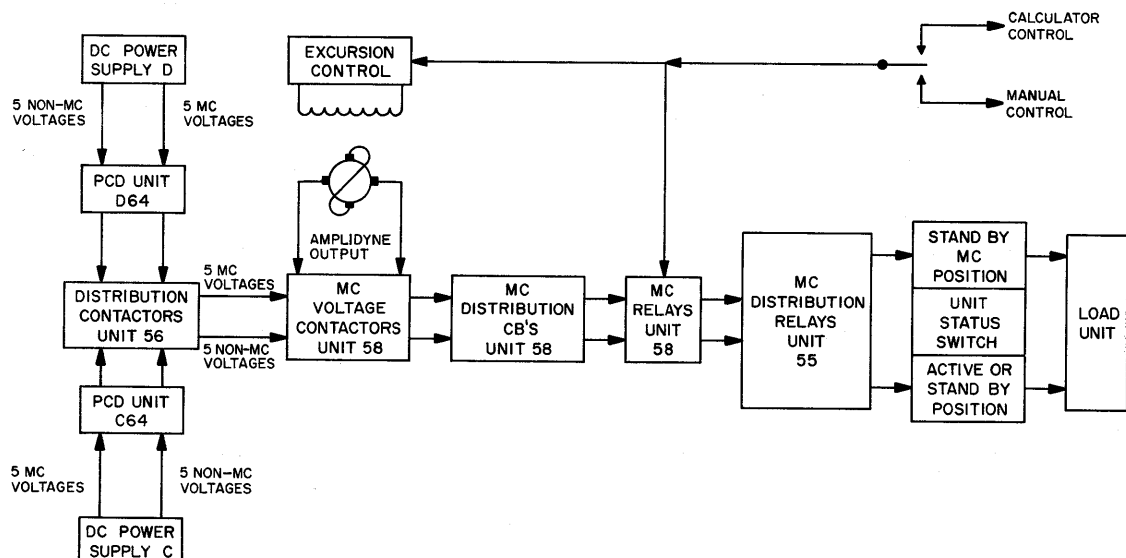 DC POWER
SUPPLY D
5 NON-MC
VOLTAGES
5 MC
VOLTAGES
PCD UNIT
D64
EXCURSION
CONTROL
CALCULATOR
CONTROL
MANUAL
CONTROL
AMPLIDYNE
OUTPUT
DISTRIBUTION
CONTACTORS
UNIT 56
5 MC
VOLTAGES
5 NON-MC
VOLTAGES
MC
VOLTAGE
CONTACTORS
UNIT 58
MC
DISTRIBUTION
CB'S
UNIT 58
MC
RELAYS
UNIT
58
MC
DISTRIBUTION
RELAYS
UNIT
55
STAND BY
MC
POSITION
UNIT
STATUS
SWITCH
ACTIVE OR
STAND BY
POSITION
LOAD
UNIT
PCD UNIT
C64
5 MC
VOLTAGES
5 NON-MC
VOLTAGES
DC POWER
SUPPLY C